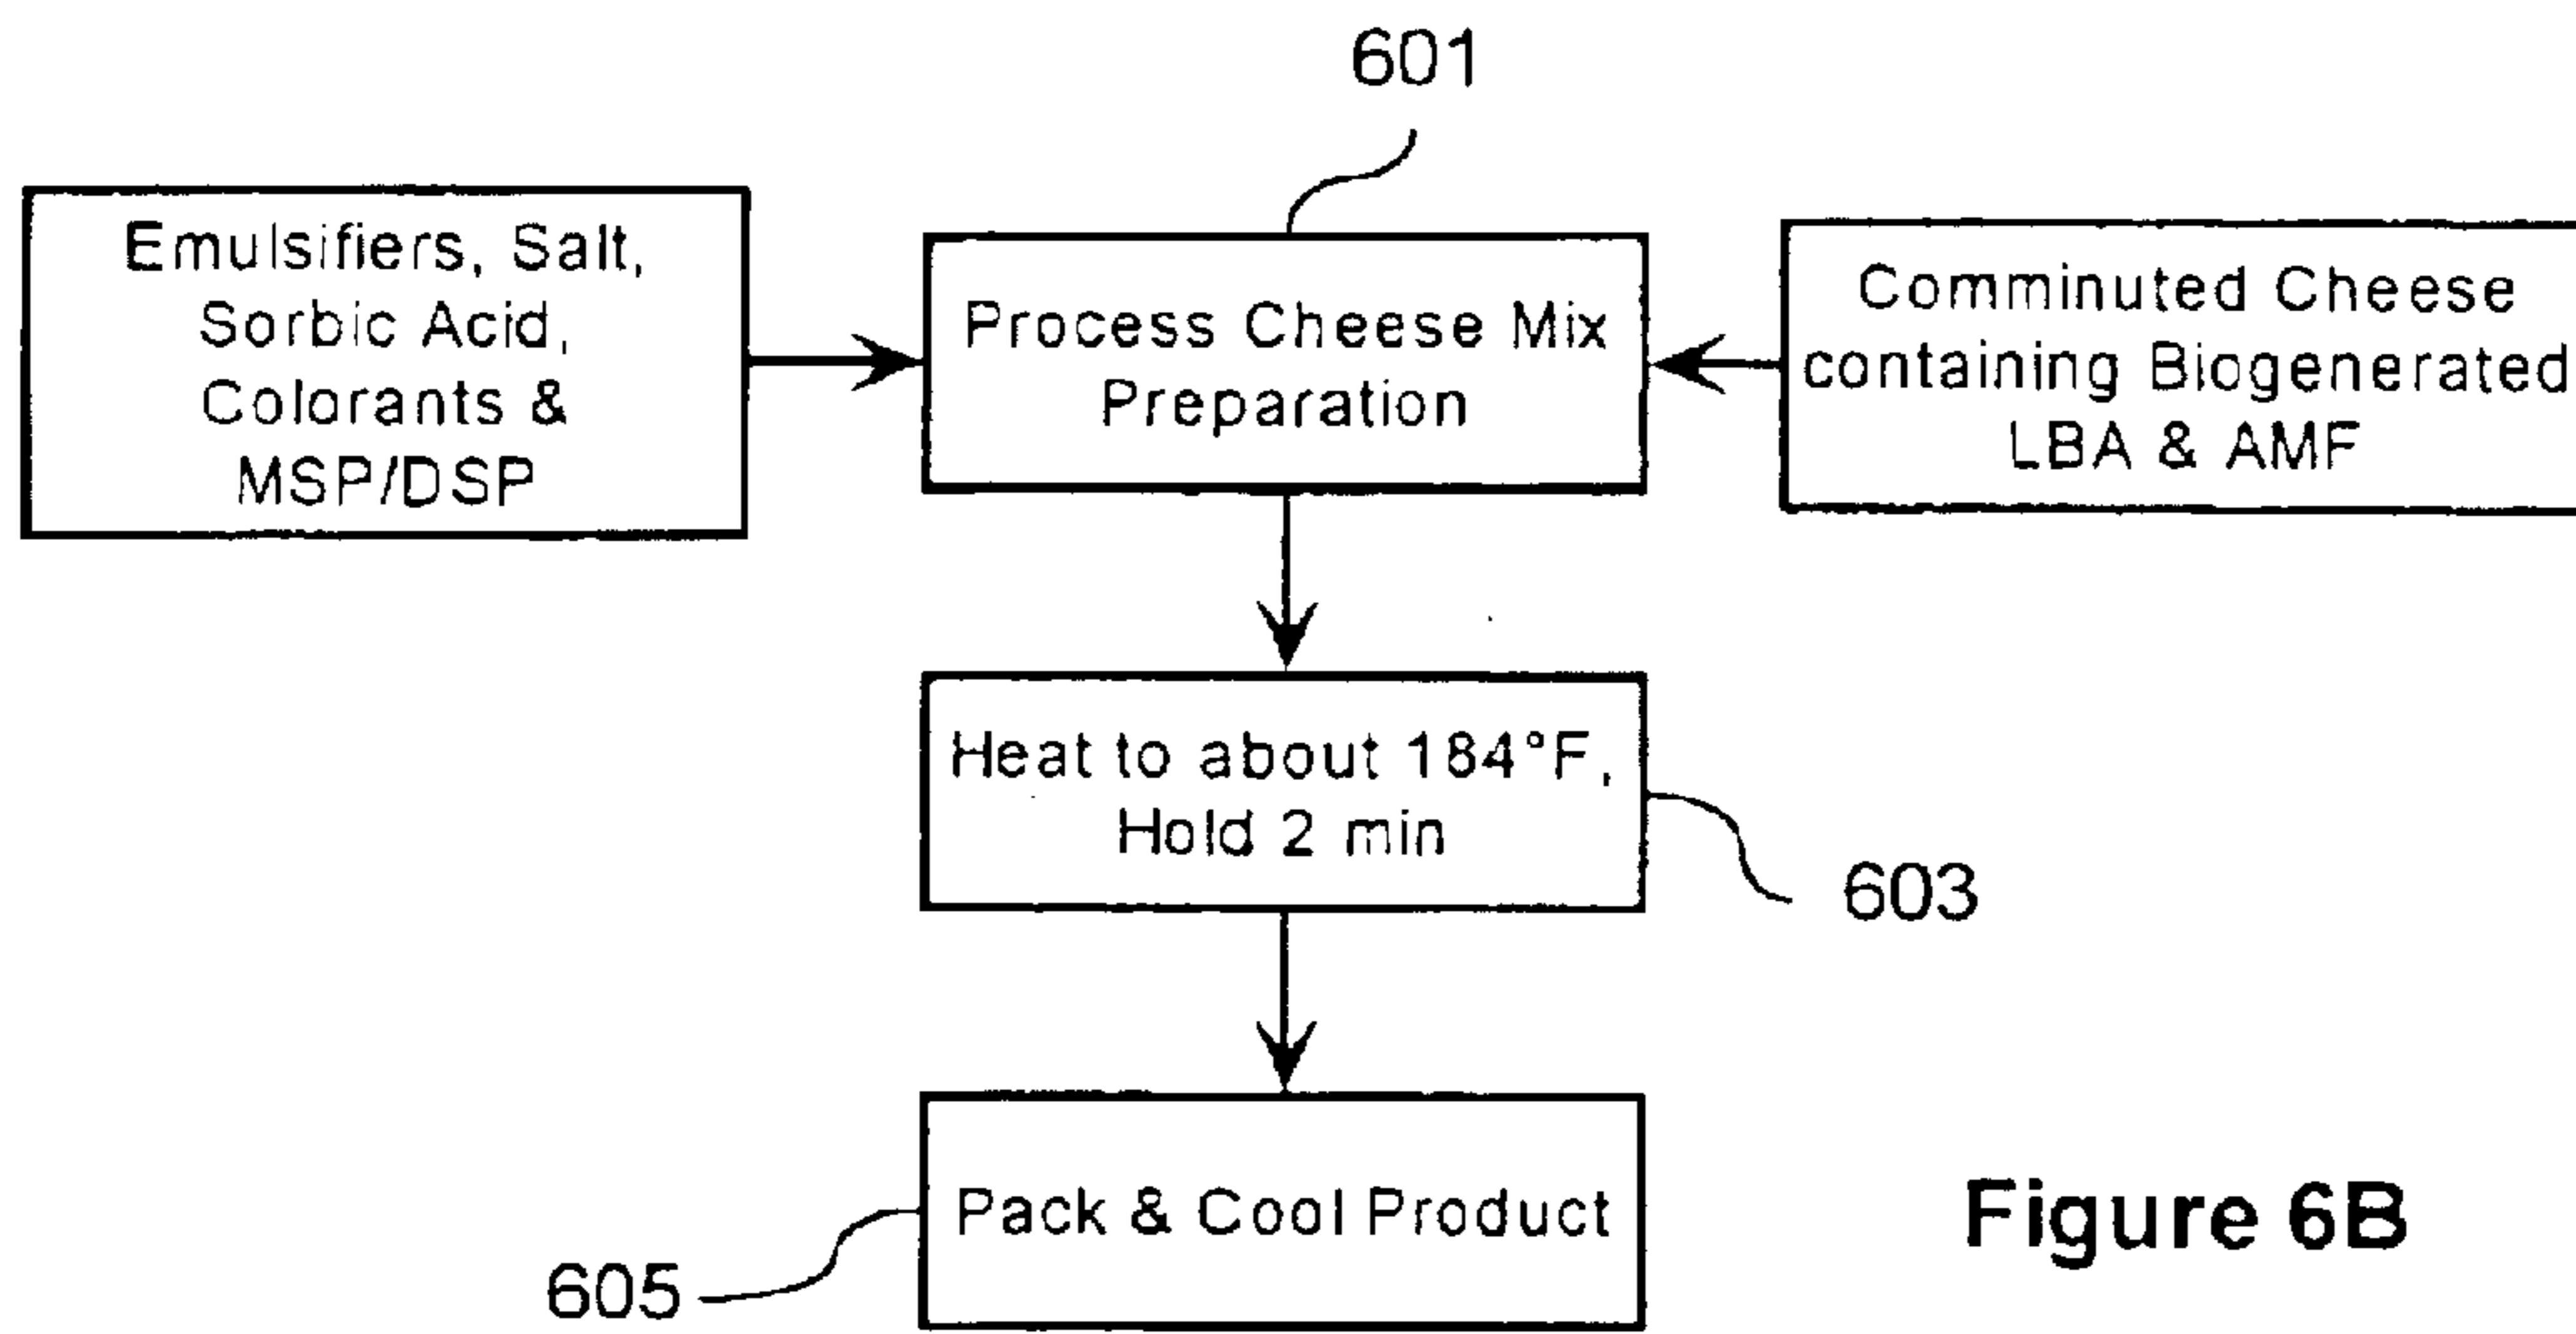 601
Emulsifiers, Salt,
Sorbic Acid,
Colorants &
MSP/DSP
Process Cheese Mix
Preparation
Comminuted Cheese
containing Biogenerated
LBA & AMF
Heat to about 184°F,
Hold 2 min
603
Pack & Cool Product
605
Figure 6B